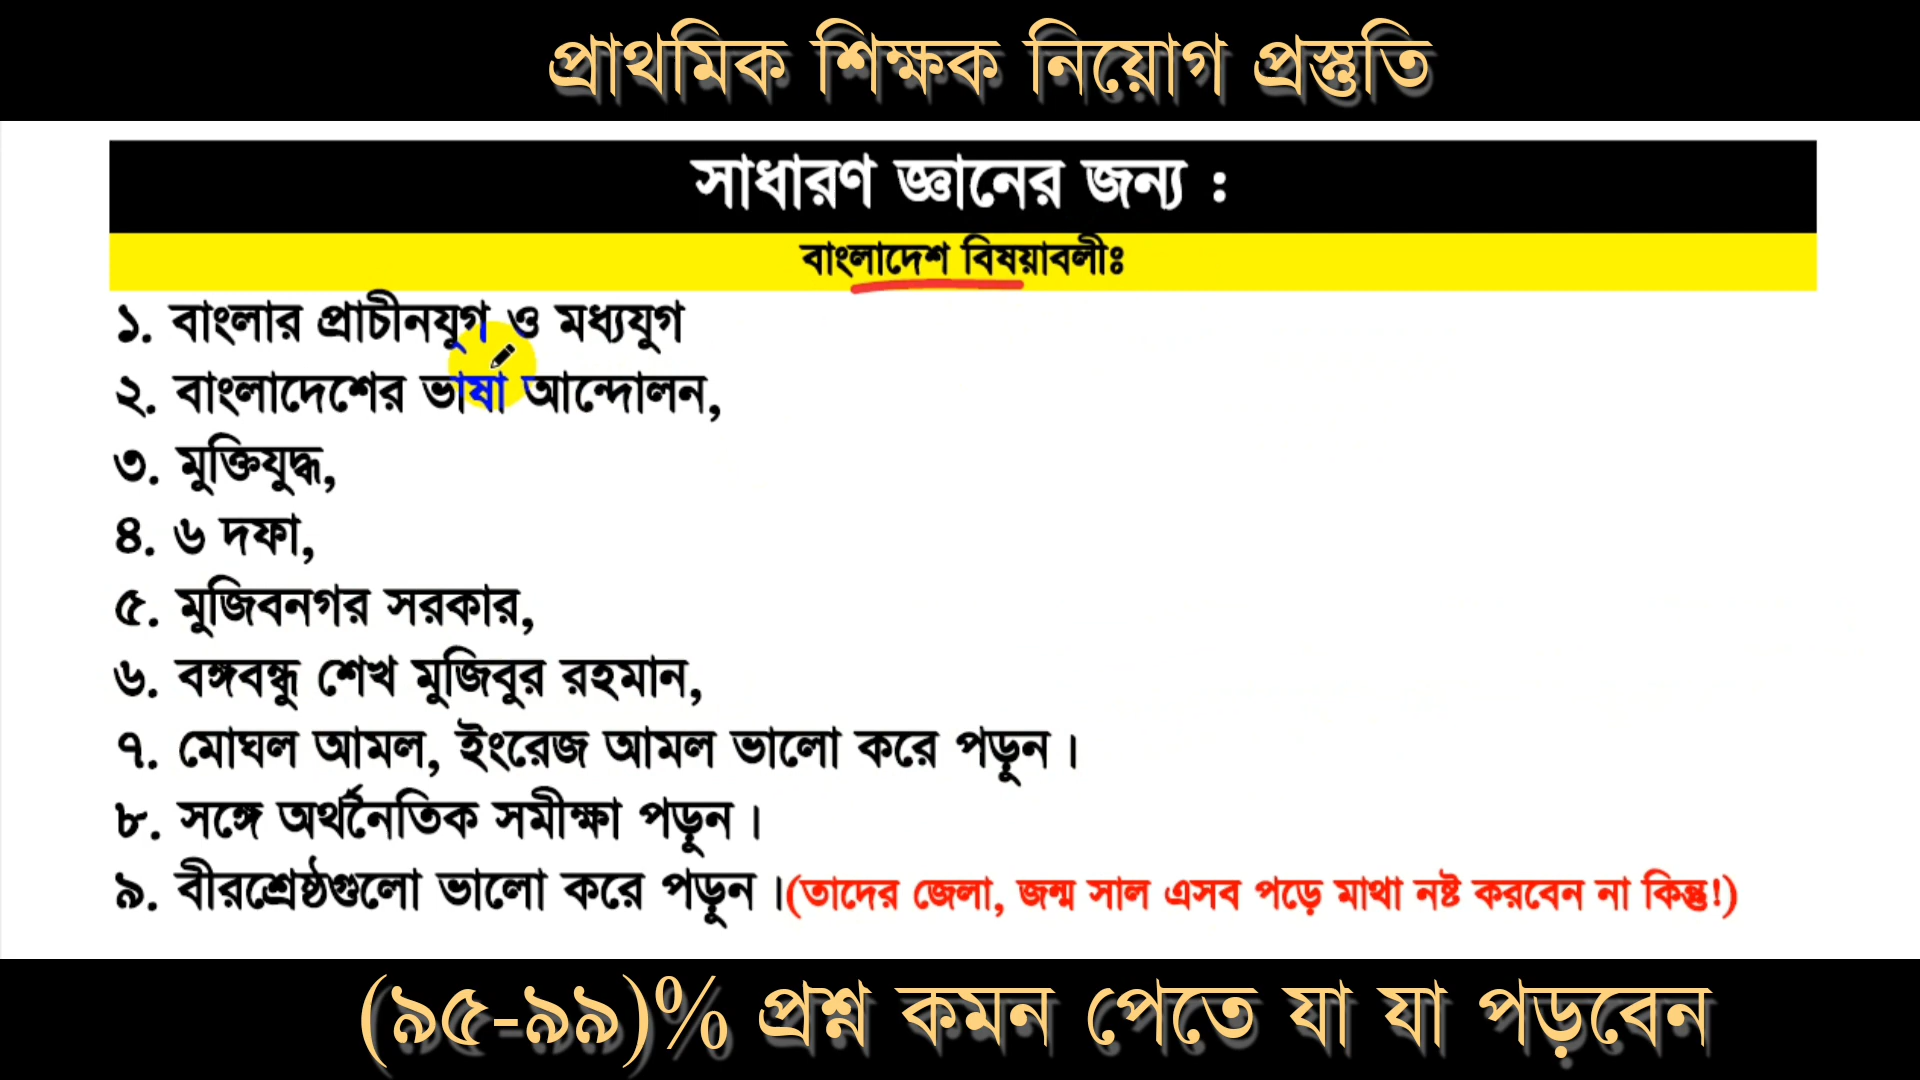 প্রাথমিক শিক্ষক নিয়োগ প্রস্তুতি
সাধারণ জ্ঞানের জন্য :
বাংলাদেশ বিষয়াবলীঃ
১. বাংলার প্রাচীনযুগ ও মধ্যযুগ
২. বাংলাদেশের ভাষা আন্দোলন,
৩. মুক্তিযুদ্ধ,
৪. ৬ দফা,
৫. মুজিবনগর সরকার,
৬. বঙ্গবন্ধু শেখ মুজিবুর রহমান,
৭. মোঘল আমল, ইংরেজ আমল ভালো করে পড়ুন।
৮. সঙ্গে অর্থনৈতিক সমীক্ষা পড়ুন।
৯. বীরশ্রেষ্ঠগুলো ভালো করে পড়ুন।(তাদের জেলা, জন্ম সাল এসব পড়ে মাথা নষ্ট করবেন না কিন্তু!)
(৯৫-৯৯)% প্রশ্ন কমন পেতে যা যা পড়বেন